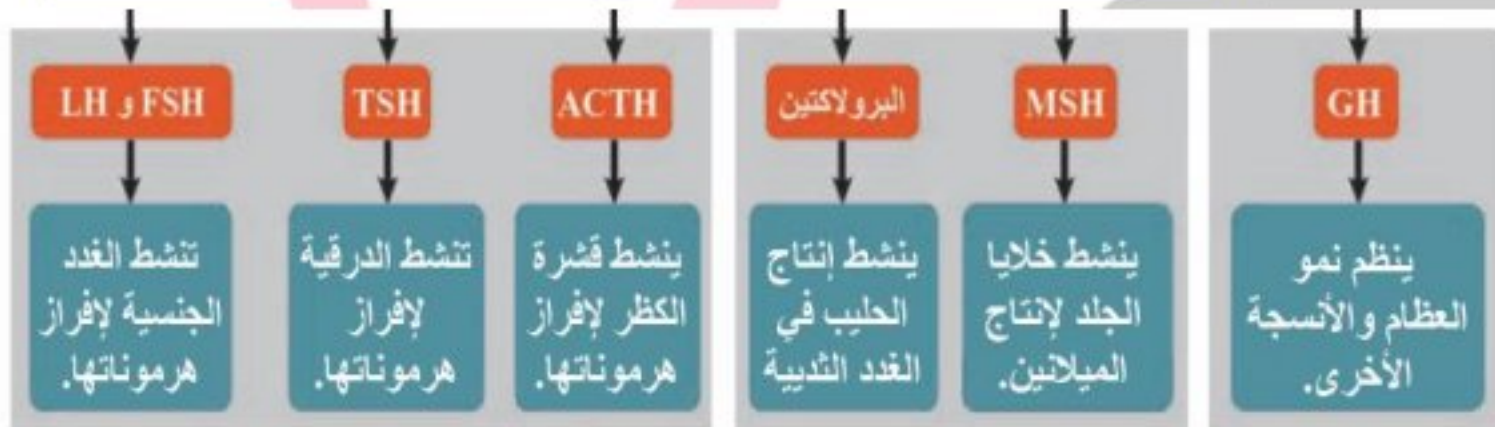 GH
MSH
البرولاكتين
ACTH
TSH
FSH و LH
ينظم نمو
العظام والأنسجة
الأخرى.
ينشط خلايا
الجلد لإنتاج
الميلانين.
ينشط إنتاج
الحليب في
الغدد الثديية
ينشط قشرة
الكظر لإفراز
هرموناتها.
تنشط الدرقية
لإفراز
هرموناتها.
تنشط الغدد
الجنسية لإفراز
هرموناتها.